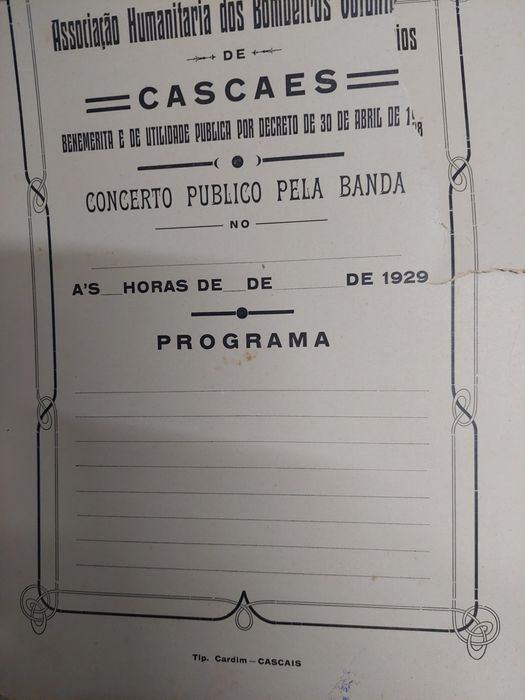 Associação Humanitaria dos Bombeiros
DE
CASCAES
BENEMERITA E DE UTILIDADE PUBLICA POR DECRETO DE 30 DE ABRIL DE
CONCERTO PUBLICO PELA BANDA
NO
A'S HORAS DE DE DE 1929
PROGRAMA
Tip. Cardim — CASCAIS